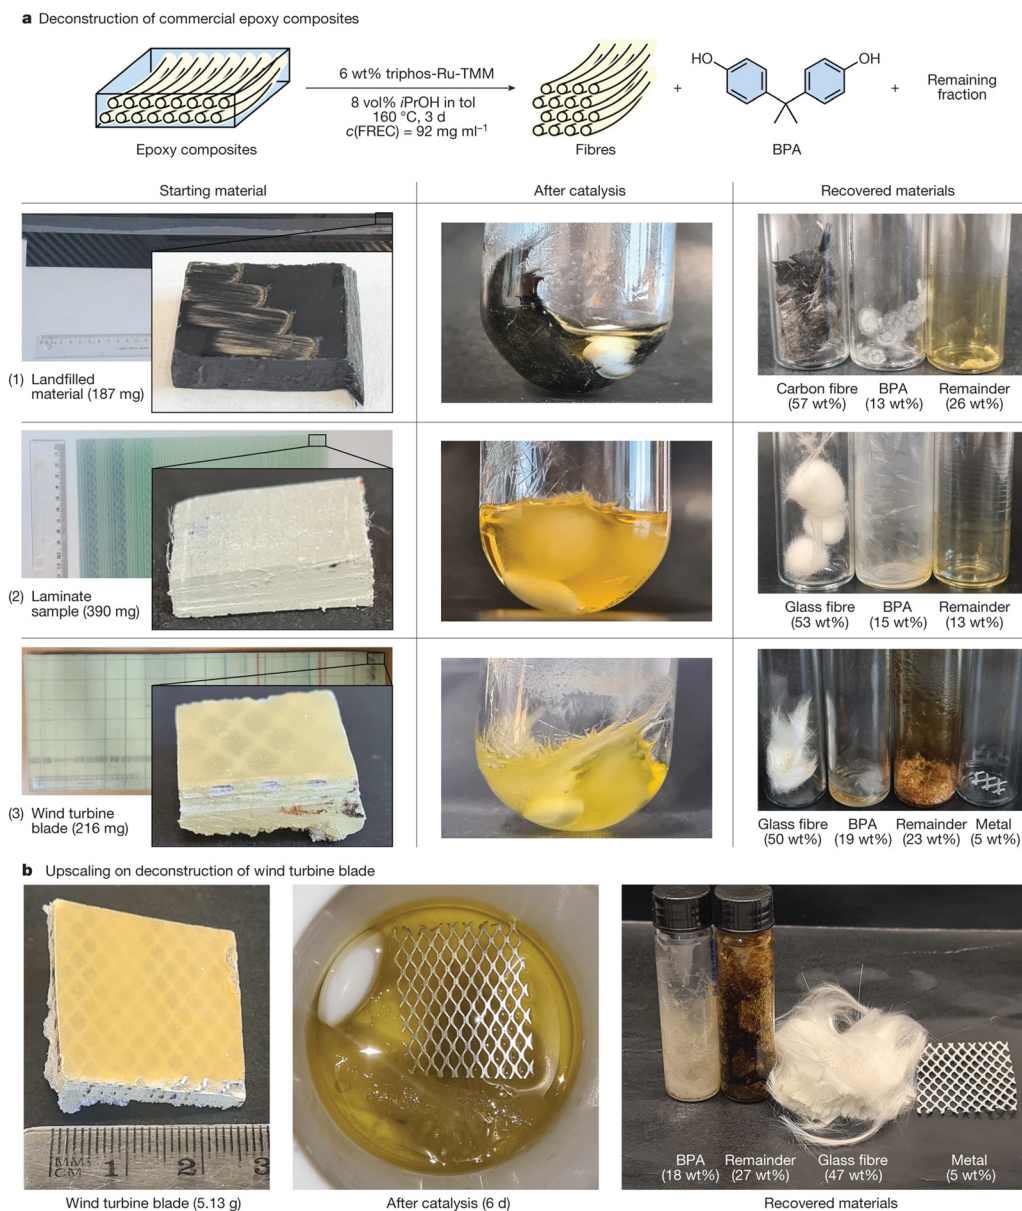 a Deconstruction of commercial epoxy composites
6 wt% triphos-Ru-TMM
8 vol% iPrOH in tol
160 °C, 3 d
c(FREC) = 92 mg ml⁻¹
Epoxy composites
+
Fibres
HO
OH
BPA
+
Remaining
fraction
Starting material
After catalysis
Recovered materials
(1) Landfilled
material (187 mg)
Carbon fibre
(57 wt%)
BPA
(13 wt%)
Remainder
(26 wt%)
(2) Laminate
sample (390 mg)
Glass fibre
(53 wt%)
BPA
(15 wt%)
Remainder
(13 wt%)
(3) Wind turbine
blade (216 mg)
Glass fibre
(50 wt%)
BPA
(19 wt%)
Remainder
(23 wt%)
Metal
(5 wt%)
b Upscaling on deconstruction of wind turbine blade
MM
CM 1 2 3
BPA
(18 wt%)
Remainder
(27 wt%)
Glass fibre
(47 wt%)
Metal
(5 wt%)
Wind turbine blade (5.13 g)
After catalysis (6 d)
Recovered materials